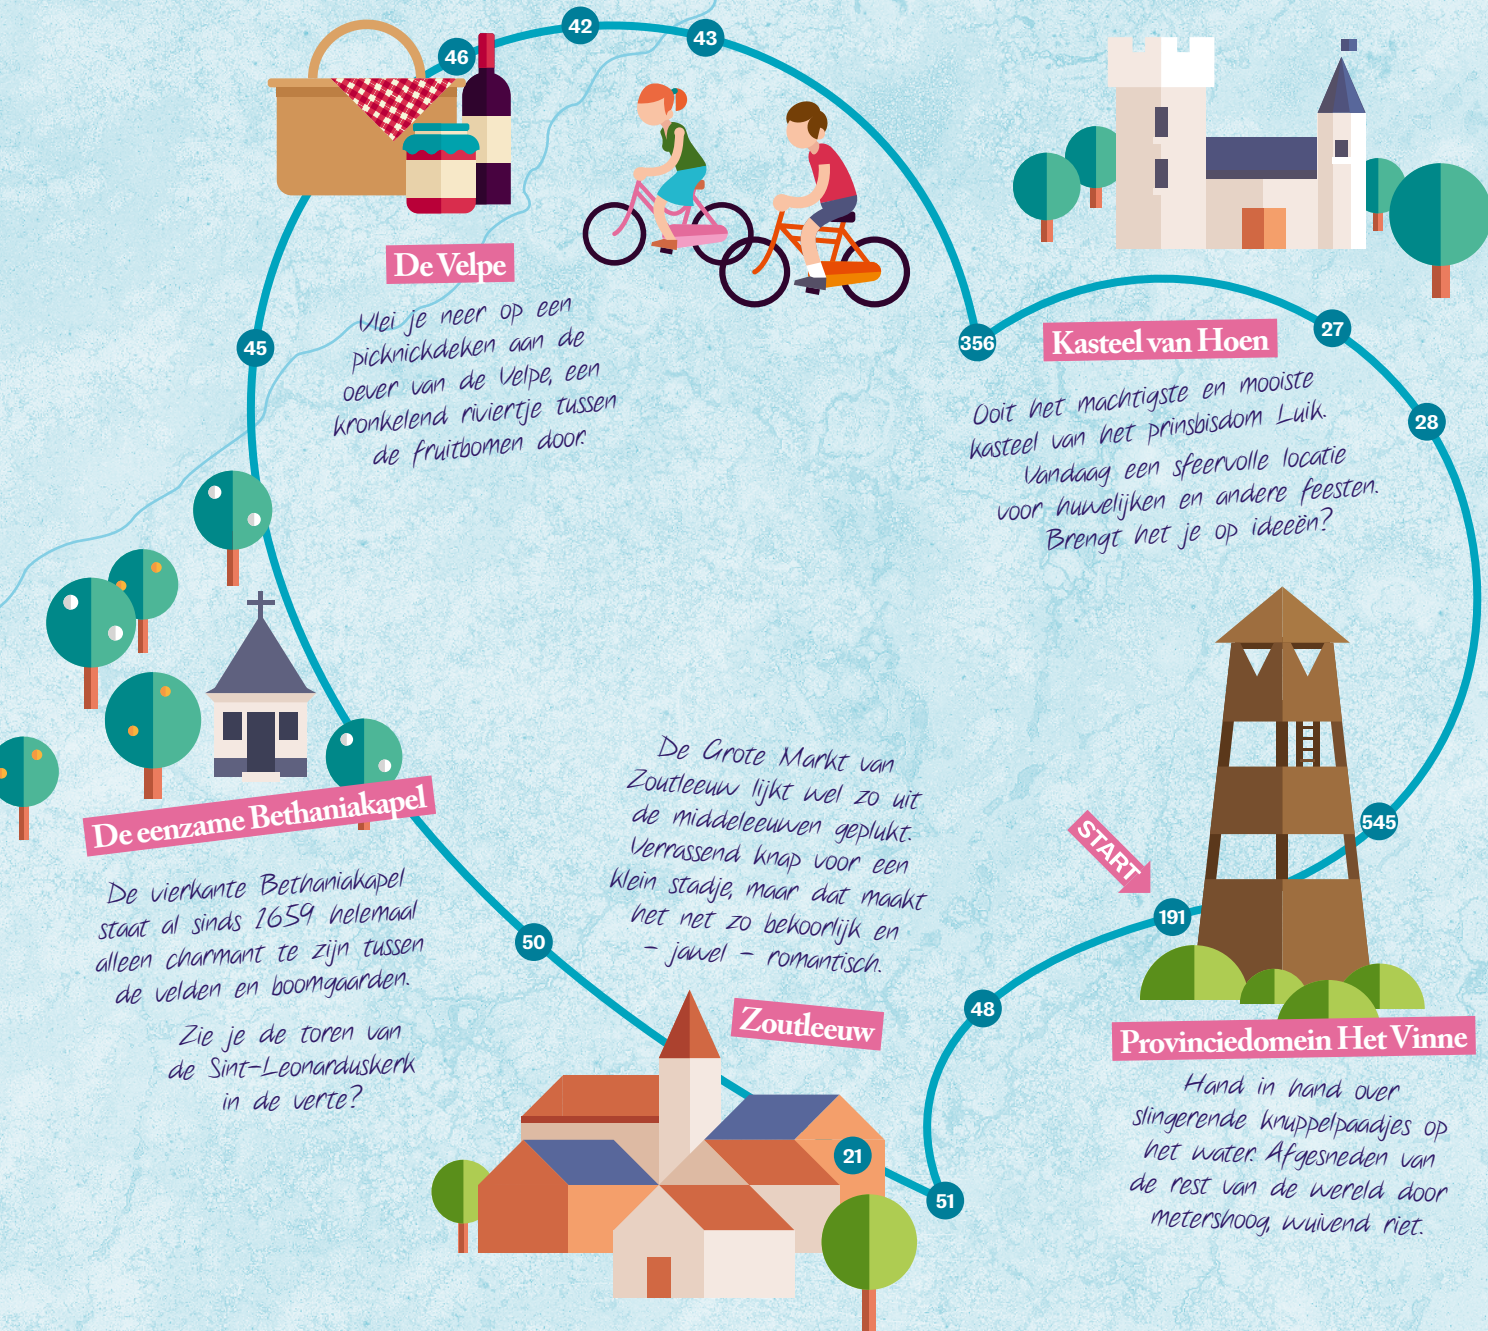 46
42
43
De Velpe
Vlei je neer op een
picknickdeken aan de
oever van de Velpe, een
kronkelend riviertje tussen
de fruitbomen door.
45
356
Kasteel van Hoen
27
28
Ooit het machtigste en mooiste
kasteel van het prinsbisdom Luik.
Vandaag een sfeervolle locatie
voor huwelijken en andere feesten.
Brengt het je op ideeën?
De eenzame Bethaniakapel
De vierkante Bethaniakapel
staat al sinds 1659 helemaal
alleen charmant te zijn tussen
de velden en boomgaarden.
Zie je de toren van
de Sint-Leonarduskerk
in de verte?
50
De Grote Markt van
Zoutleeuw lijkt wel zo uit
de middeleeuwen geplukt.
Verrassend knap voor een
klein stadje, maar dat maakt
het net zo bekoorlijk en
– jawel – romantisch.
Zoutleeuw
21
51
48
START
191
545
Provinciedomein Het Vinne
Hand in hand over
slingerende knuppelpaadjes op
het water. Afgesneden van
de rest van de wereld door
metershoog, wuivend riet.